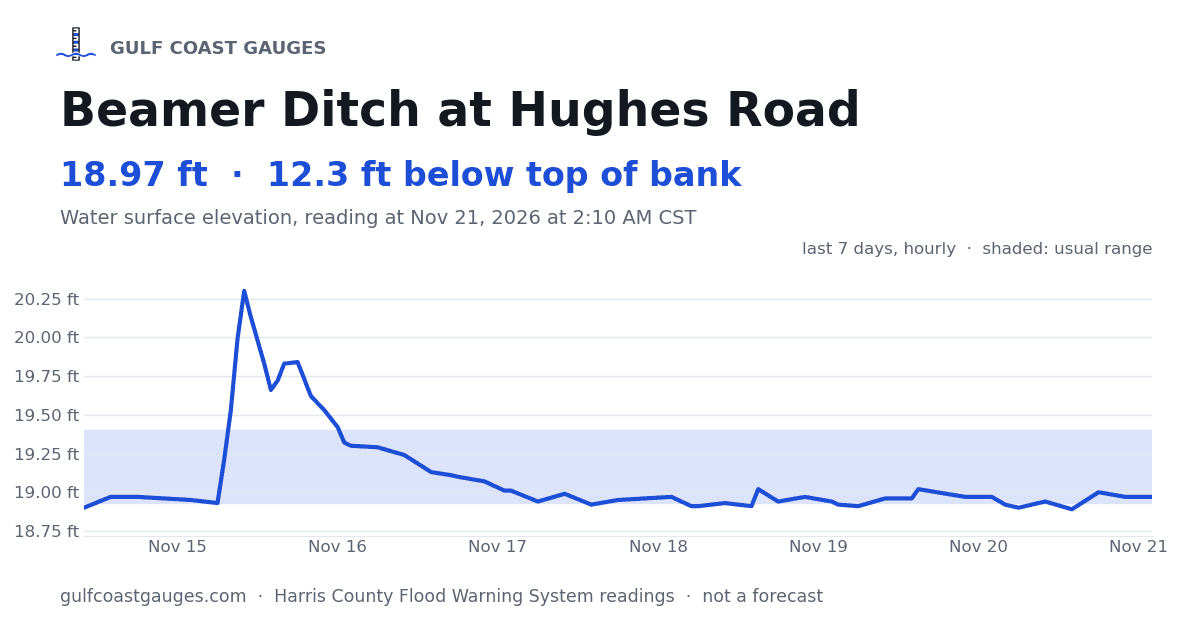 GULF COAST GAUGES
Beamer Ditch at Hughes Road
18.97 ft · 12.3 ft below top of bank
Water surface elevation, reading at Nov 21, 2026 at 2:10 AM CST
last 7 days, hourly · shaded: usual range
20.25 ft
20.00 ft
19.75 ft
19.50 ft
19.25 ft
19.00 ft
18.75 ft
Nov 15 Nov 16 Nov 17 Nov 18 Nov 19 Nov 20 Nov 21
gulfcoastgauges.com · Harris County Flood Warning System readings · not a forecast